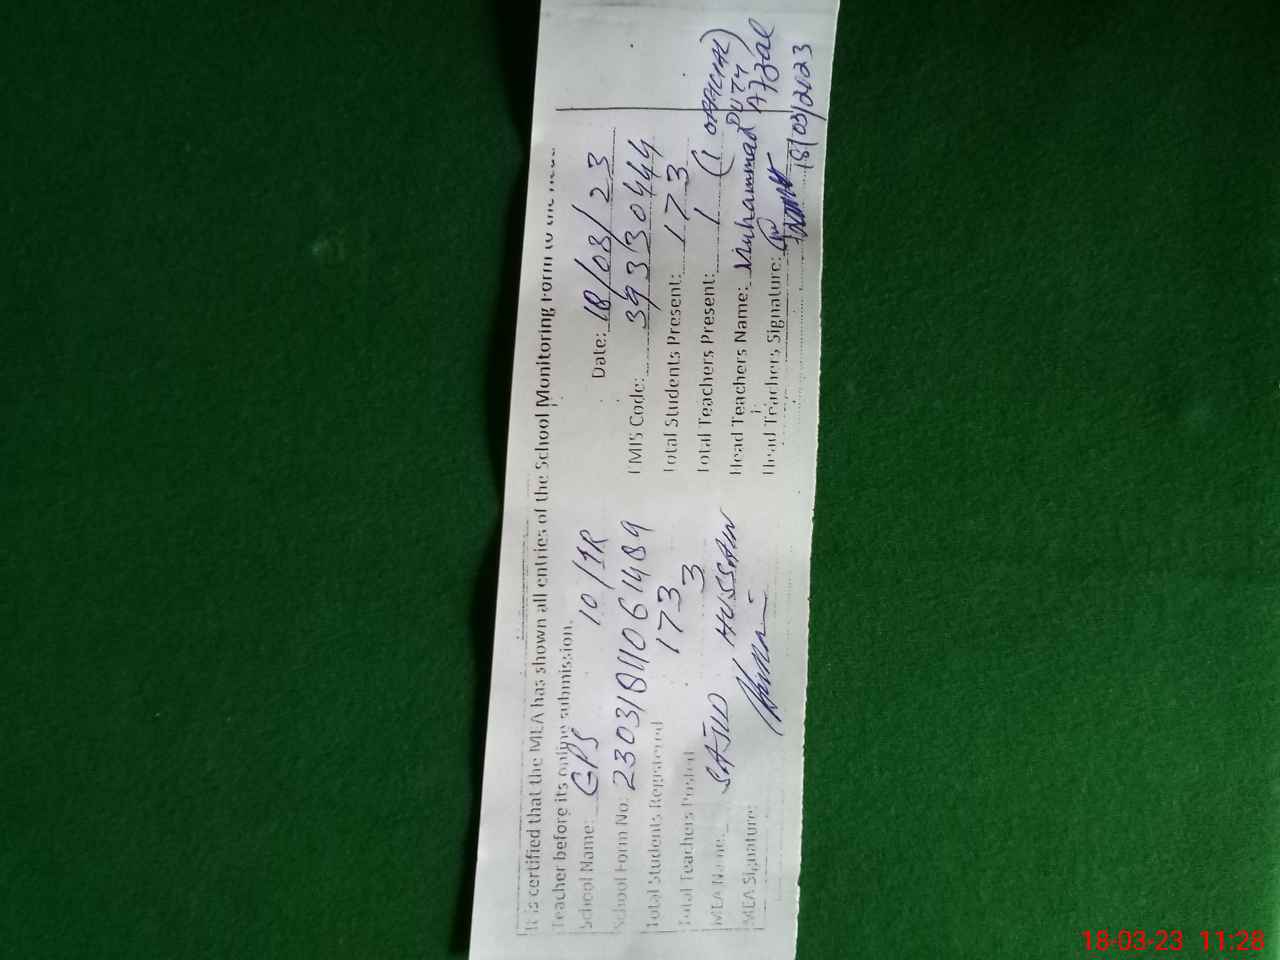 It is certified that the MEA has shown all entries of the School Monitoring Form to the Head
Teacher before its online submission.
School Name: GPS 10/1R Date: 18/03/23
School Form No: 23031811061489 EMIS Code: 39330444
Total Students Registered 173 Total Students Present: 173
Total Teachers Posted 3 Total Teachers Present: 1 (1 OFFICIAL DUTY)
MEA Name: SAJID HUSSAIN Head Teachers Name: Muhammad Afzal
MEA Signature: Head Teachers Signature:
18/03/2023
18-03-23 11:28